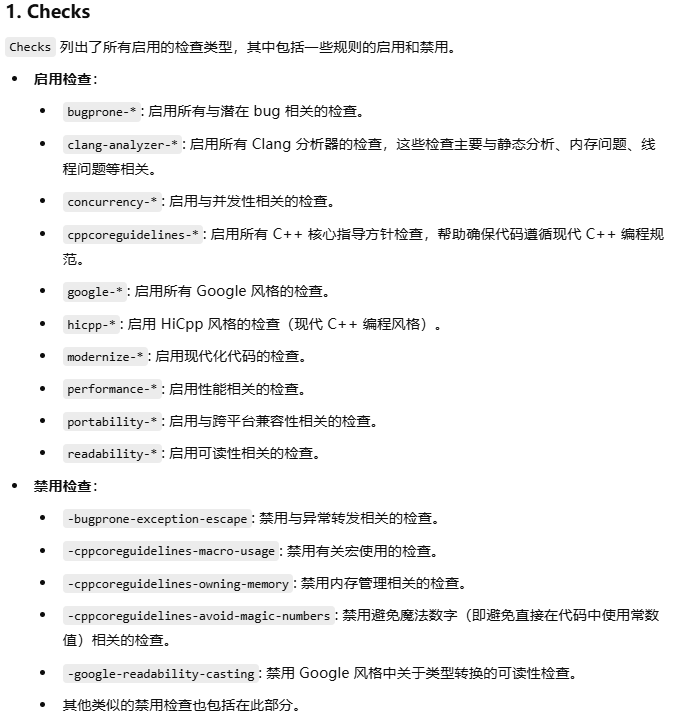 1. Checks
Checks 列出了所有启用的检查类型，其中包括一些规则的启用和禁用。
• 启用检查：
• bugprone-*: 启用所有与潜在 bug 相关的检查。
• clang-analyzer-*: 启用所有 Clang 分析器的检查，这些检查主要与静态分析、内存问题、线
程问题等相关。
• concurrency-*: 启用与并发性相关的检查。
• cppcoreguidelines-*: 启用所有 C++ 核心指导方针检查，帮助确保代码遵循现代 C++ 编程规
范。
• google-*: 启用所有 Google 风格的检查。
• hicpp-*: 启用 HiCpp 风格的检查（现代 C++ 编程风格）。
• modernize-*: 启用现代化代码的检查。
• performance-*: 启用性能相关的检查。
• portability-*: 启用与跨平台兼容性相关的检查。
• readability-*: 启用可读性相关的检查。
• 禁用检查：
• -bugprone-exception-escape: 禁用与异常转发相关的检查。
• -cppcoreguidelines-macro-usage: 禁用有关宏使用的检查。
• -cppcoreguidelines-owning-memory: 禁用内存管理相关的检查。
• -cppcoreguidelines-avoid-magic-numbers: 禁用避免魔法数字（即避免直接在代码中使用常数
值）相关的检查。
• -google-readability-casting: 禁用 Google 风格中关于类型转换的可读性检查。
• 其他类似的禁用检查也包括在此部分。